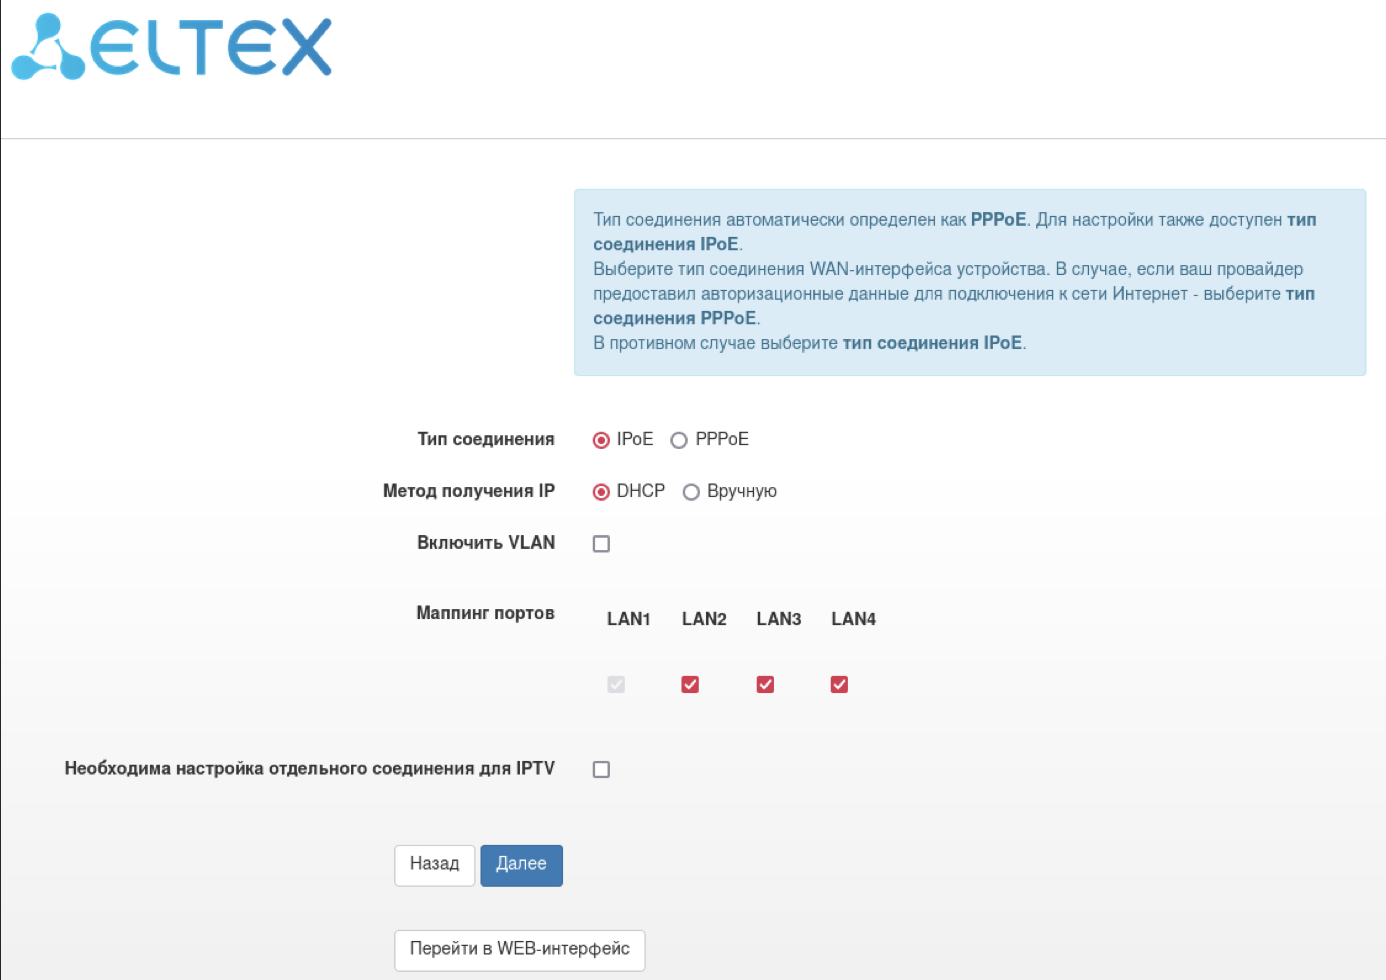 ELTEX
Тип соединения автоматически определен как PPPoE. Для настройки также доступен тип
соединения IPoE.
Выберите тип соединения WAN-интерфейса устройства. В случае, если ваш провайдер
предоставил авторизационные данные для подключения к сети Интернет - выберите тип
соединения PPPoE.
В противном случае выберите тип соединения IPoE.
Тип соединения IPoE PPPoE
Метод получения IP DHCP Вручную
Включить VLAN
Маппинг портов LAN1 LAN2 LAN3 LAN4
Необходима настройка отдельного соединения для IPTV
Назад Далее
Перейти в WEB-интерфейс